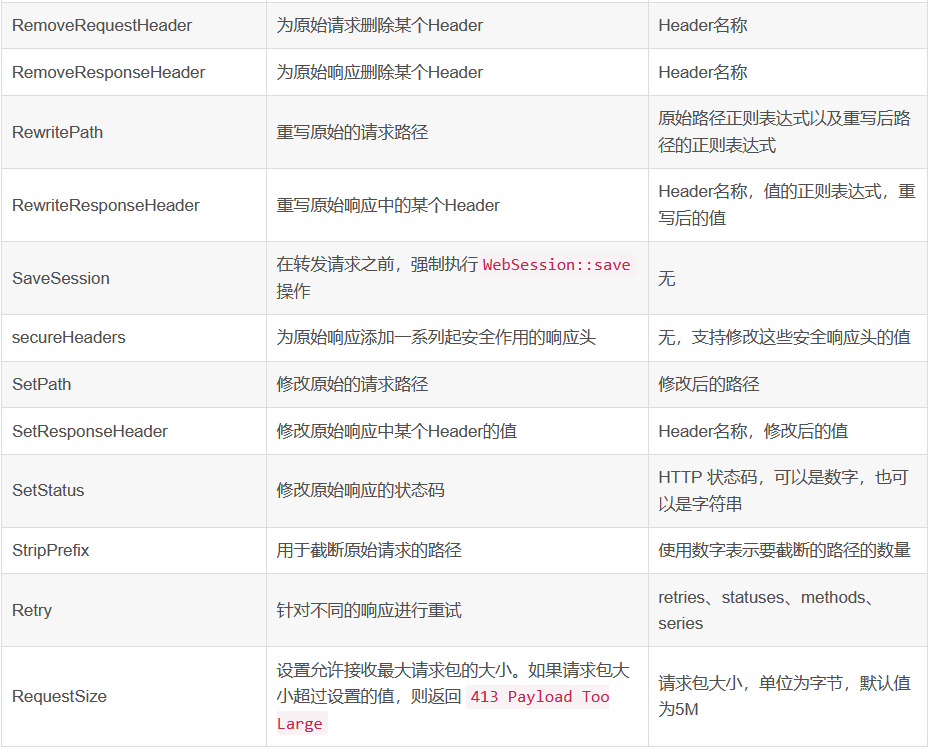 RemoveRequestHeader 为原始请求删除某个Header Header名称
RemoveResponseHeader 为原始响应删除某个Header Header名称
RewritePath 重写原始的请求路径 原始路径正则表达式以及重写后路
径的正则表达式
RewriteResponseHeader 重写原始响应中的某个Header Header名称，值的正则表达式，重
写后的值
SaveSession 在转发请求之前，强制执行 WebSession::save
操作 无
secureHeaders 为原始响应添加一系列起安全作用的响应头 无，支持修改这些安全响应头的值
SetPath 修改原始的请求路径 修改后的路径
SetResponseHeader 修改原始响应中某个Header的值 Header名称，修改后的值
SetStatus 修改原始响应的状态码 HTTP 状态码，可以是数字，也可
以是字符串
StripPrefix 用于截断原始请求的路径 使用数字表示要截断的路径的数量
Retry 针对不同的响应进行重试 retries、statuses、methods、
series
RequestSize 设置允许接收最大请求包的大小。如果请求包大
小超过设置的值，则返回 413 Payload Too
Large 请求包大小，单位为字节，默认值
为5M